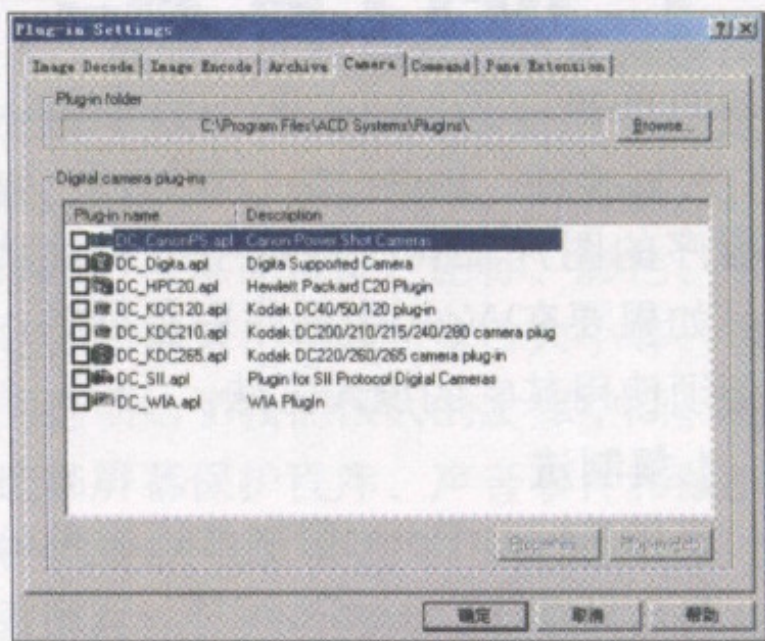 Plug-in Settings
Image Decode Image Encode Archive Camera Command Pane Extension
Plug-in folder
C:\Program Files\ACD Systems\PlugIns\
Browse...
Digital camera plug-ins
Plug-in name Description
DC_CanonPS.apl Canon Power Shot Cameras
DC_Digita.apl Digita Supported Camera
DC_HPC20.apl Hewlett Packard C20 Plugin
DC_KDC120.apl Kodak DC40/50/120 plug-in
DC_KDC210.apl Kodak DC200/210/215/240/280 camera plug
DC_KDC265.apl Kodak DC220/260/265 camera plug-in
DC_SII.apl Plugin for SII Protocol Digital Cameras
DC_WIA.apl WIA PlugIn
Properties... Plug-in Help
确定 取消 帮助